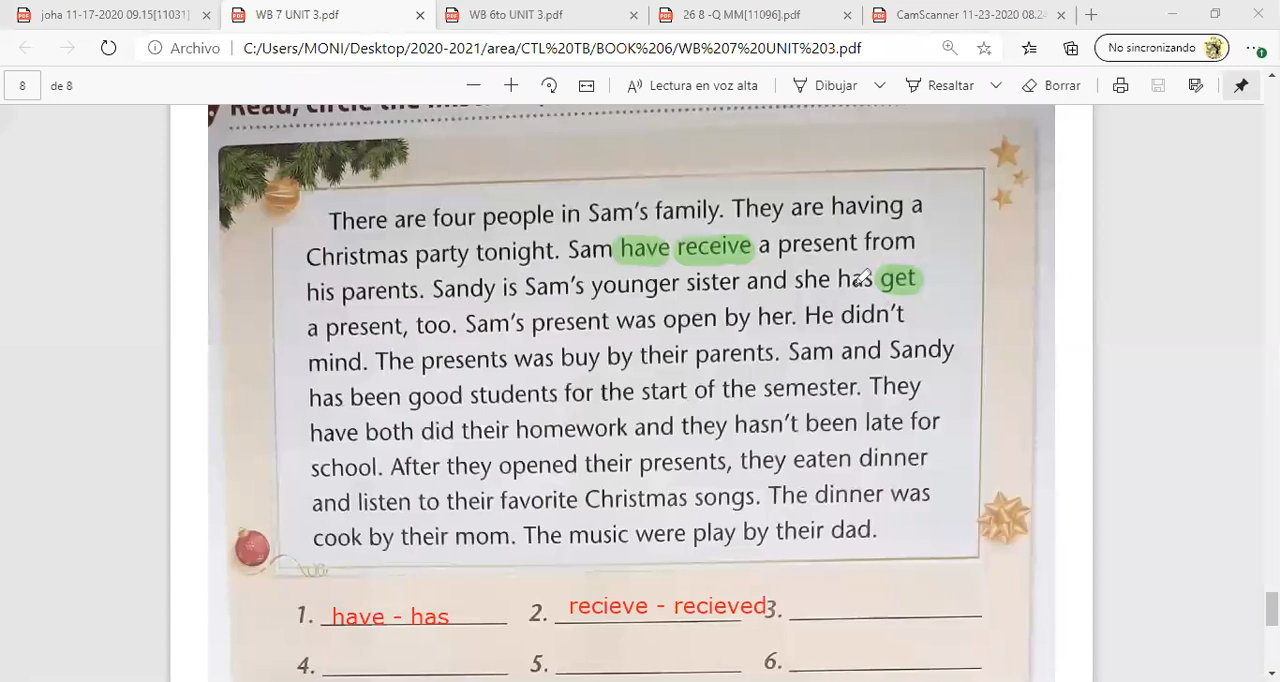 joha 11-17-2020 09.15[11031]
WB 7 UNIT 3.pdf
WB 6to UNIT 3.pdf
26 8 -Q MM[11096].pdf
CamScanner 11-23-2020 08.2
Archivo
C:/Users/MONI/Desktop/2020-2021/area/CTL%20TB/BOOK%206/WB%207%20UNIT%203.pdf
No sincronizando
8 de 8
Lectura en voz alta
Dibujar
Resaltar
Borrar
Read, circle the
There are four people in Sam's family. They are having a
Christmas party tonight. Sam have receive a present from
his parents. Sandy is Sam's younger sister and she has get
a present, too. Sam's present was open by her. He didn't
mind. The presents was buy by their parents. Sam and Sandy
has been good students for the start of the semester. They
have both did their homework and they hasn't been late for
school. After they opened their presents, they eaten dinner
and listen to their favorite Christmas songs. The dinner was
cook by their mom. The music were play by their dad.
1. have - has 2. recieve - recieved 3.
4. 5. 6.